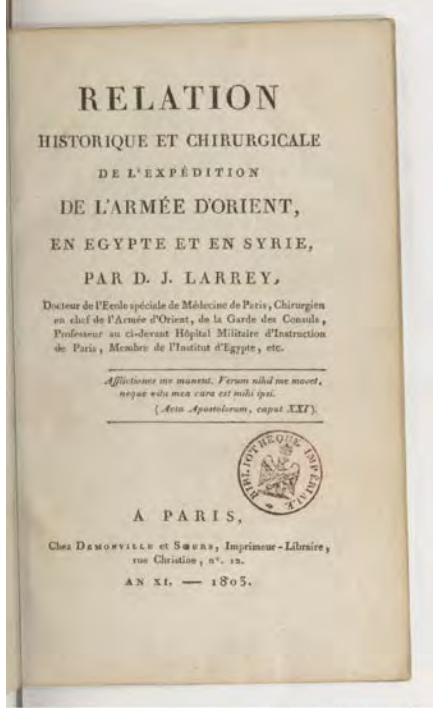 RELATION
HISTORIQUE ET CHIRURGICALE
DE L'EXPÉDITION
DE L'ARMÉE D'ORIENT,
EN EGYPTE ET EN SYRIE,
PAR D. J. LARREY,
Docteur de l'Ecole spéciale de Médecine de Paris, Chirurgien
en chef de l'Armée d'Orient, de la Garde des Consuls,
Professeur au ci-devant Hôpital Militaire d'Instruction
de Paris, Membre de l'Institut d'Egypte, etc.
Afflictiones me manent. Verum nihil me movet,
neque vita mea cara est mihi ipsi.
(Acta Apostolorum, caput XXI).
BIBLIOTHÈQUE IMPÉRIALE
A PARIS,
Chez DEMONVILLE et SŒURS, Imprimeur-Libraire,
rue Christine, n°. 12.
AN XI. — 1803.